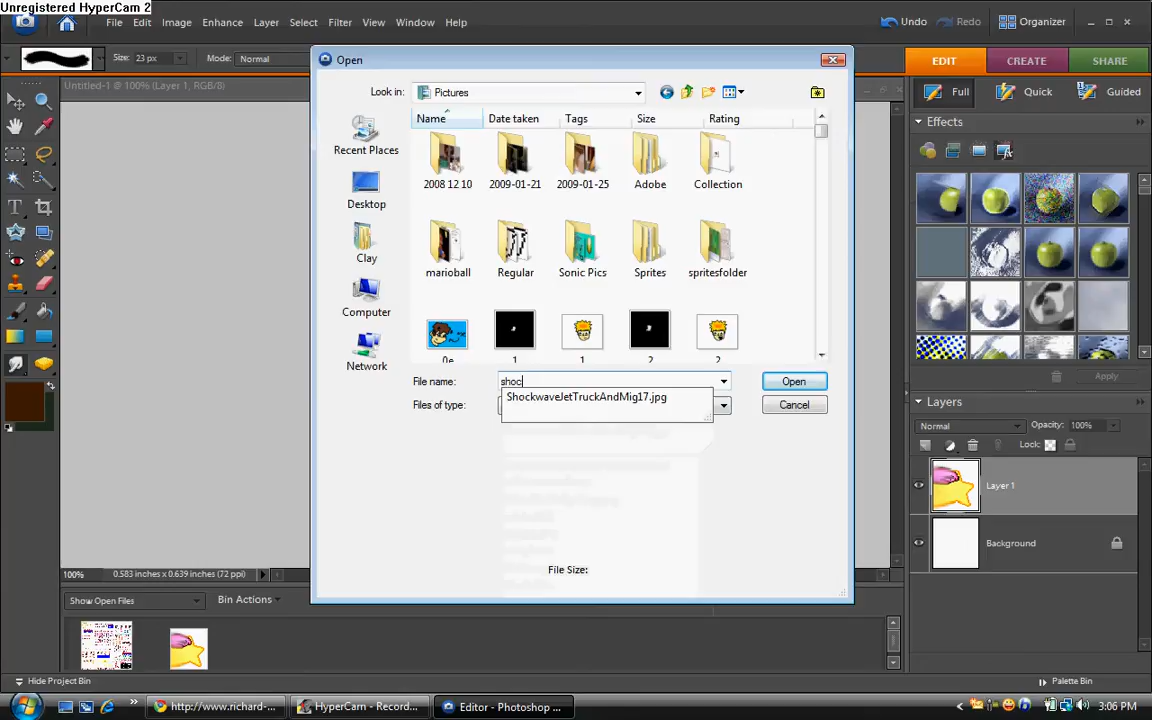 Unregistered HyperCam 2
File Edit Image Enhance Layer Select Filter View Window Help
Undo Redo Organizer
Size: 23 px Mode: Normal
EDIT CREATE SHARE
Untitled-1 @ 100% (Layer 1, RGB/8)
Full Quick Guided
Effects
Open
Look in: Pictures
Name Date taken Tags Size Rating
Recent Places
Desktop
Clay
Computer
Network
2008 12 10 2009-01-21 2009-01-25 Adobe Collection
marioball Regular Sonic Pics Sprites spritesfolder
0e 1 1 2 2
File name: shoc Open
ShockwaveJetTruckAndMig17.jpg
Files of type: Cancel
File Size:
Apply
Layers
Normal Opacity: 100%
Lock:
Layer 1
Background
100% 0.583 inches x 0.639 inches (72 ppi)
Show Open Files Bin Actions
Hide Project Bin Palette Bin
http://www.richard-... HyperCam - Record... Editor - Photoshop ... 3:06 PM